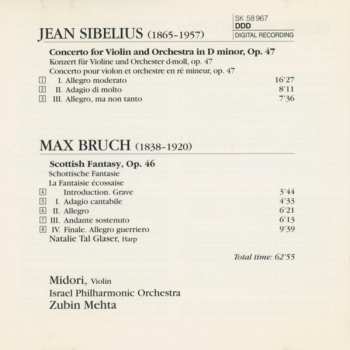 JEAN SIBELIUS (1865-1957)
SK 58 967
DDD
DIGITAL RECORDING
Concerto for Violin and Orchestra in D minor, Op. 47
Konzert für Violine und Orchester d-moll, op. 47
Concerto pour violon et orchestre en ré mineur, op. 47
1 I. Allegro moderato 16'27
2 II. Adagio di molto 8'11
3 III. Allegro, ma non tanto 7'36
MAX BRUCH (1838-1920)
Scottish Fantasy, Op. 46
Schottische Fantasie
La Fantaisie écossaise
4 Introduction. Grave 3'44
5 I. Adagio cantabile 4'33
6 II. Allegro 6'21
7 III. Andante sostenuto 6'13
8 IV. Finale. Allegro guerriero 9'39
Natalie Tal Glaser, Harp
Total time: 62'55
Midori, Violin
Israel Philharmonic Orchestra
Zubin Mehta